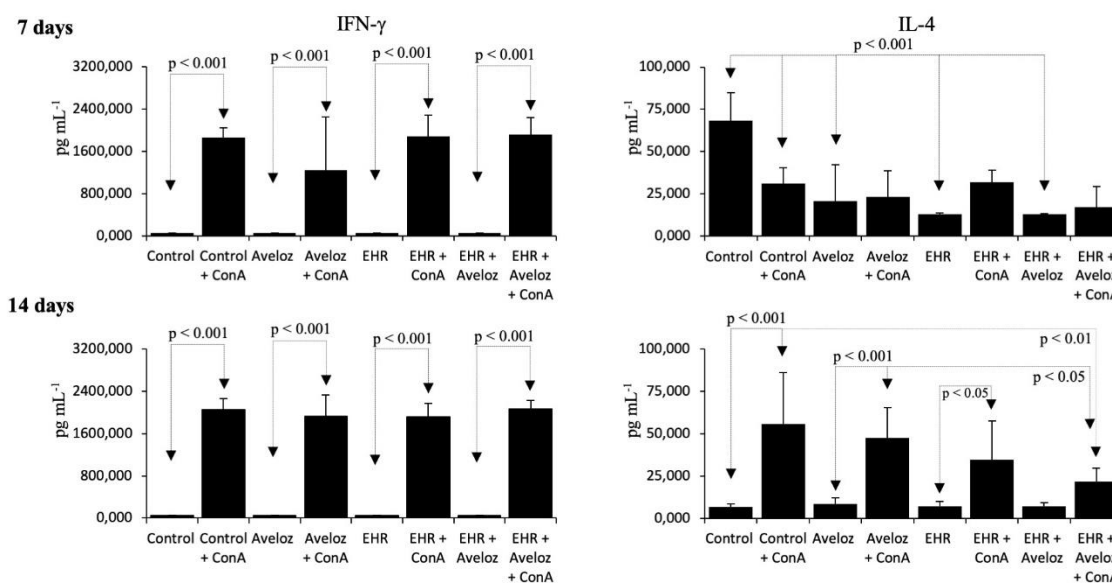 7 days
IFN-γ
IL-4
pg mL⁻¹
3200,000
2400,000
1600,000
800,000
0,000
p < 0.001
p < 0.001
p < 0.001
p < 0.001
Control
Control + ConA
Aveloz
Aveloz + ConA
EHR
EHR + ConA
EHR + Aveloz
EHR + Aveloz + ConA
pg mL⁻¹
100,000
75,000
50,000
25,000
0,000
p < 0.001
Control
Control + ConA
Aveloz
Aveloz + ConA
EHR
EHR + ConA
EHR + Aveloz
EHR + Aveloz + ConA
14 days
pg mL⁻¹
3200,000
2400,000
1600,000
800,000
0,000
p < 0.001
p < 0.001
p < 0.001
p < 0.001
Control
Control + ConA
Aveloz
Aveloz + ConA
EHR
EHR + ConA
EHR + Aveloz
EHR + Aveloz + ConA
pg mL⁻¹
100,000
75,000
50,000
25,000
0,000
p < 0.001
p < 0.01
p < 0.001
p < 0.05
p < 0.05
Control
Control + ConA
Aveloz
Aveloz + ConA
EHR
EHR + ConA
EHR + Aveloz
EHR + Aveloz + ConA